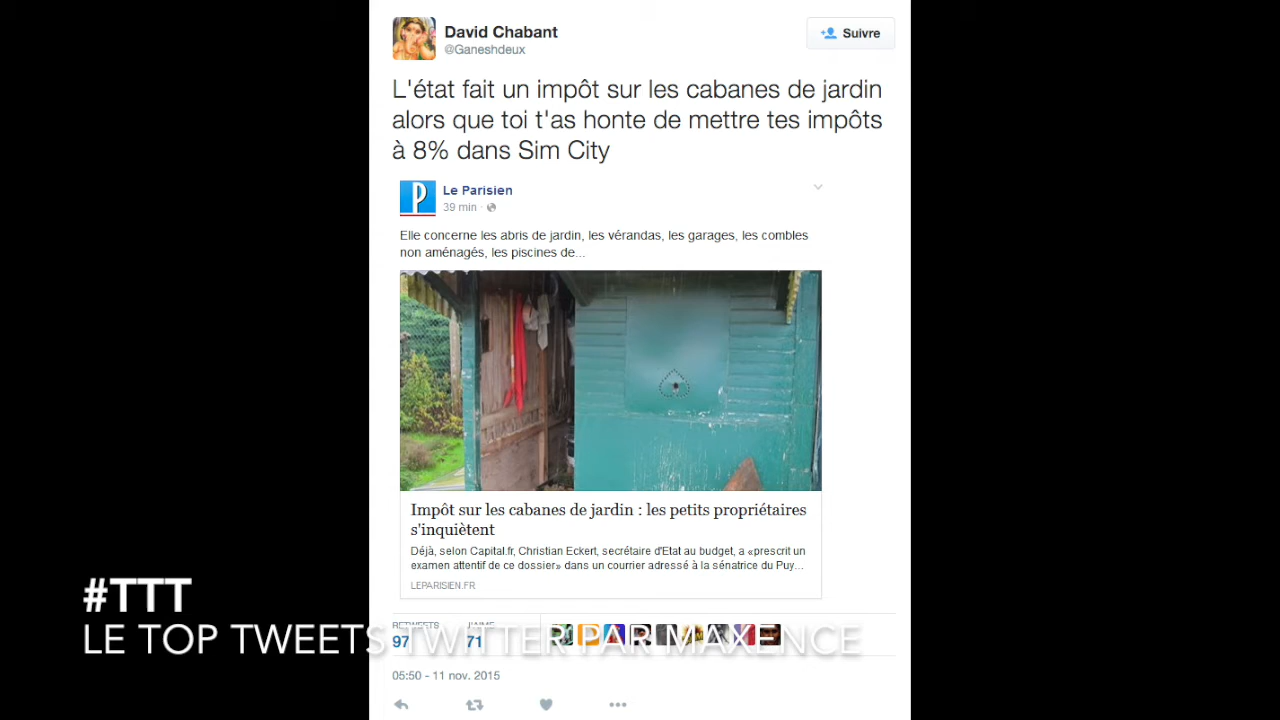 David Chabant
@Ganeshdeux
Suivre
L'état fait un impôt sur les cabanes de jardin
alors que toi t'as honte de mettre tes impôts
à 8% dans Sim City
Le Parisien
39 min
Elle concerne les abris de jardin, les vérandas, les garages, les combles
non aménagés, les piscines de...
Impôt sur les cabanes de jardin : les petits propriétaires
s'inquiètent
Déjà, selon Capital.fr, Christian Eckert, secrétaire d'Etat au budget, a «prescrit un
examen attentif de ce dossier» dans un courrier adressé à la sénatrice du Puy...
LEPARISIEN.FR
#TTT
LE TOP TWEETS TWITTER PAR MAXENCE
RETWEETS J'AIME
97 71
05:50 - 11 nov. 2015